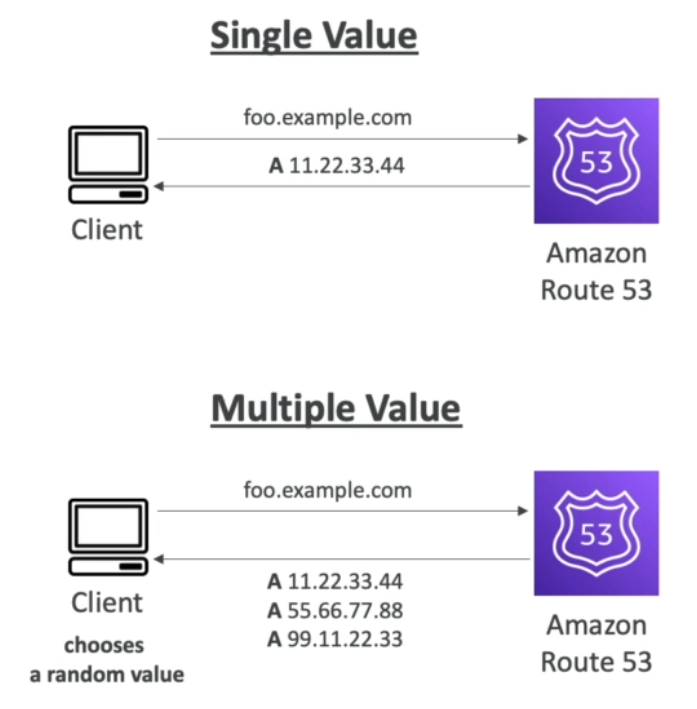 Single Value
foo.example.com
A 11.22.33.44
53
Client
Amazon
Route 53
Multiple Value
foo.example.com
53
A 11.22.33.44
A 55.66.77.88
A 99.11.22.33
Client
chooses
a random value
Amazon
Route 53